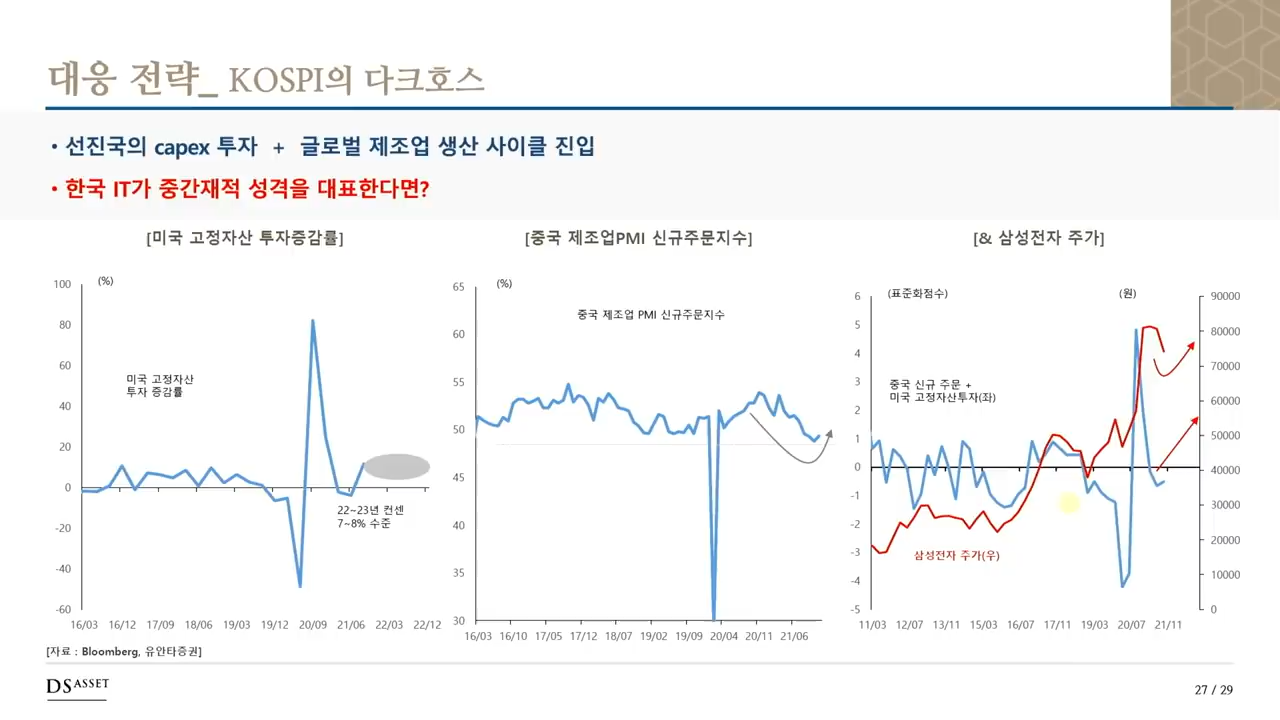 대응 전략_ KOSPI의 다크호스
• 선진국의 capex 투자 + 글로벌 제조업 생산 사이클 진입
• 한국 IT가 중간재적 성격을 대표한다면?
[미국 고정자산 투자증감률]
(%)
100
80
60
40
20
0
-20
-40
-60
미국 고정자산
투자 증감률
22~23년 컨센
7~8% 수준
16/03 16/12 17/09 18/06 19/03 19/12 20/09 21/06 22/03 22/12
[중국 제조업PMI 신규주문지수]
(%)
65
60
55
50
45
40
35
30
중국 제조업 PMI 신규주문지수
16/03 16/10 17/05 17/12 18/07 19/02 19/09 20/04 20/11 21/06
[& 삼성전자 주가]
(표준화점수)
(원)
6
5
4
3
2
1
0
-1
-2
-3
-4
-5
중국 신규 주문 +
미국 고정자산투자(좌)
삼성전자 주가(우)
90000
80000
70000
60000
50000
40000
30000
20000
10000
0
11/03 12/07 13/11 15/03 16/07 17/11 19/03 20/07 21/11
[자료 : Bloomberg, 유안타증권]
DS ASSET
27 / 29